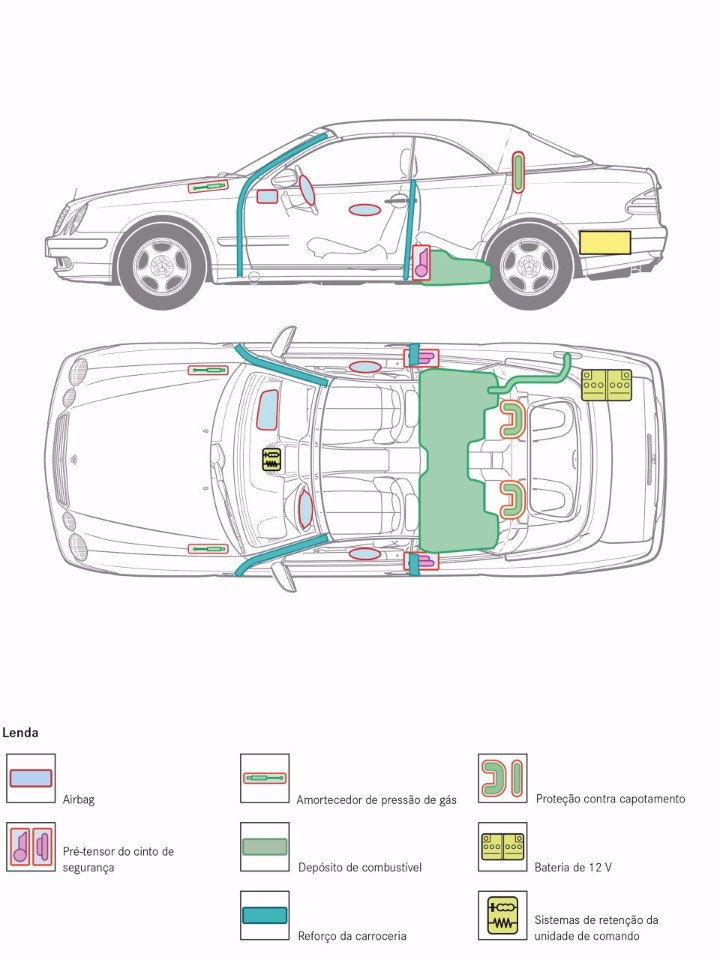 Lenda
Airbag
Amortecedor de pressão de gás
Proteção contra capotamento
Pré-tensor do cinto de
segurança
Depósito de combustível
Bateria de 12 V
Reforço da carroceria
Sistemas de retenção da
unidade de comando